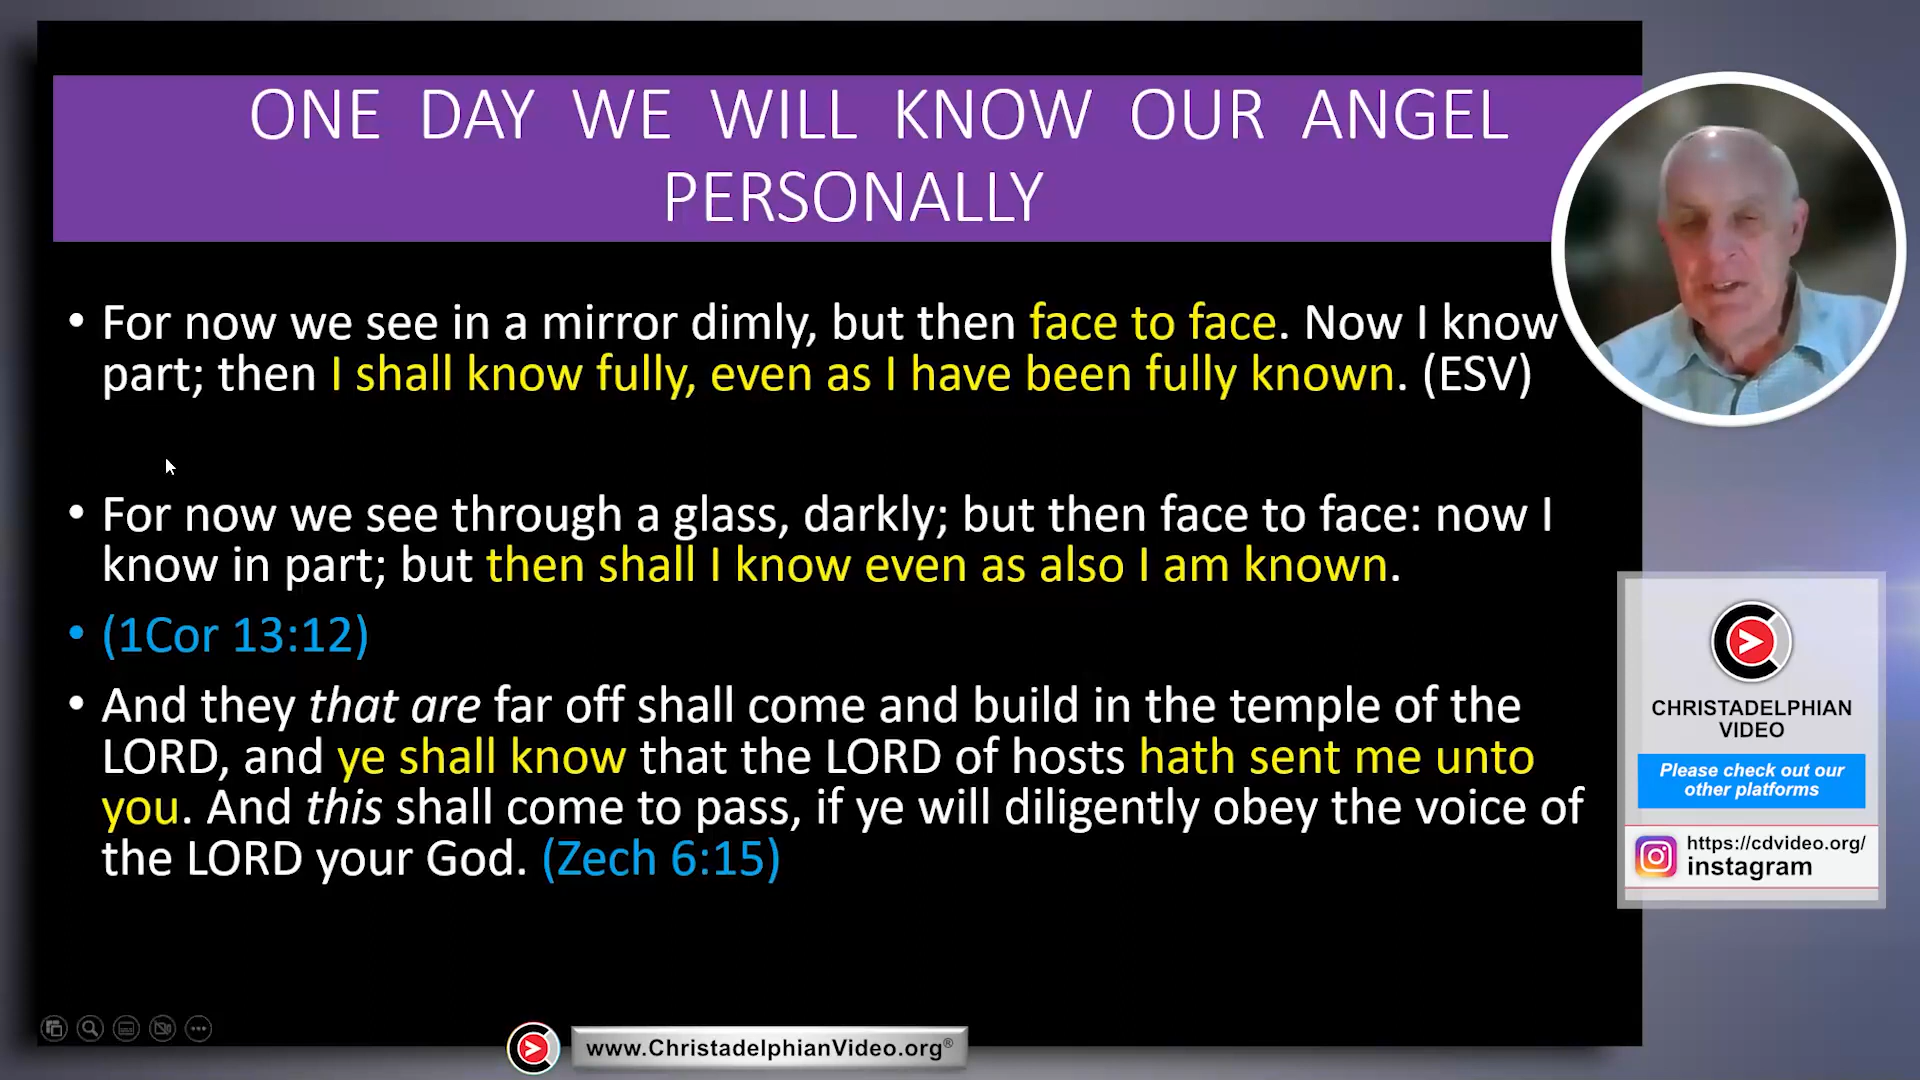 ONE DAY WE WILL KNOW OUR ANGEL
PERSONALLY
• For now we see in a mirror dimly, but then face to face. Now I know
part; then I shall know fully, even as I have been fully known. (ESV)
• For now we see through a glass, darkly; but then face to face: now I
know in part; but then shall I know even as also I am known.
• (1Cor 13:12)
• And they that are far off shall come and build in the temple of the
LORD, and ye shall know that the LORD of hosts hath sent me unto
you. And this shall come to pass, if ye will diligently obey the voice of
the LORD your God. (Zech 6:15)
CHRISTADELPHIAN
VIDEO
Please check out our
other platforms
https://cdvideo.org/
instagram
www.ChristadelphianVideo.org®